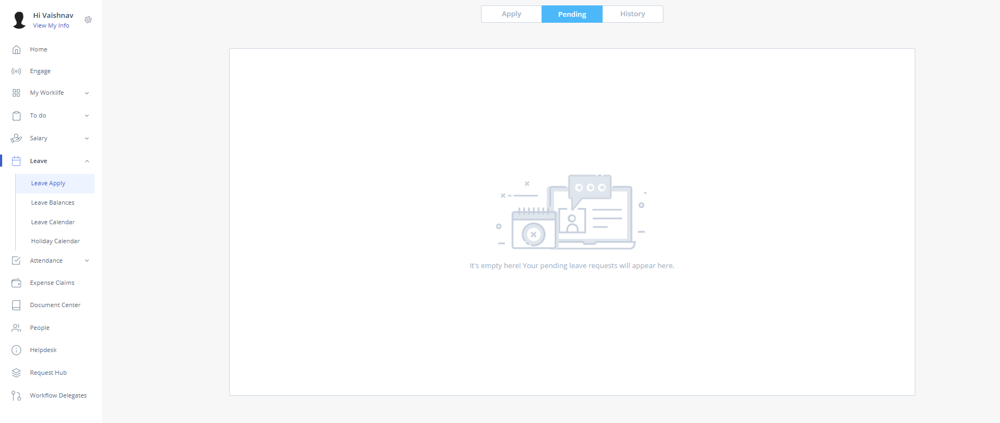 Hi Vaishnav
View My Info
Home
Engage
My Worklife
To do
Salary
Leave
Leave Apply
Leave Balances
Leave Calendar
Holiday Calendar
Attendance
Expense Claims
Document Center
People
Helpdesk
Request Hub
Workflow Delegates
Apply
Pending
History
It's empty here! Your pending leave requests will appear here.